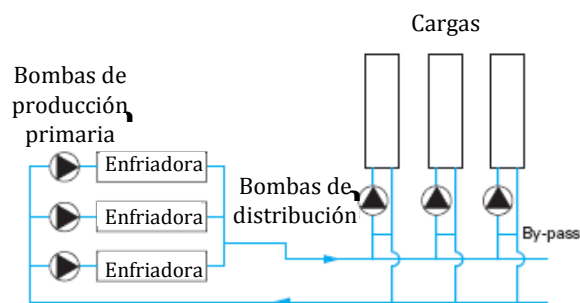 Cargas
Bombas de
producción
primaria
Enfriadora
Bombas de
distribución
Enfriadora
By-pass
Enfriadora